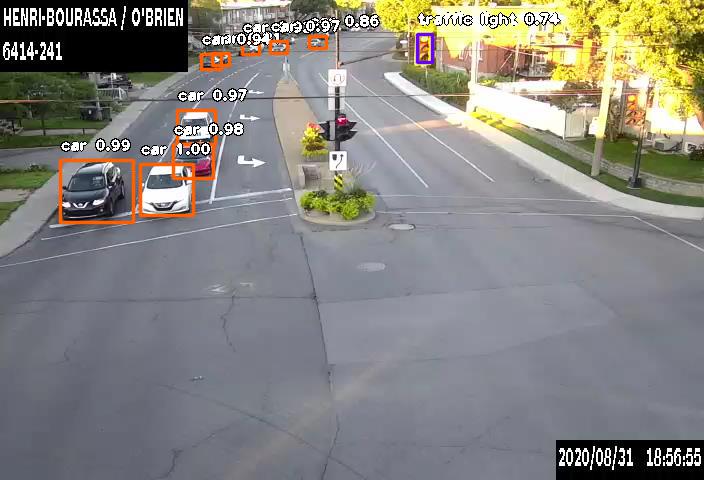 HENRI-BOURASSA / O'BRIEN
6414-241
traffic light 0.74
0.86
0.97
car 0.97
car 0.98
car 0.99
car 1.00
2020/08/31 18:56:55